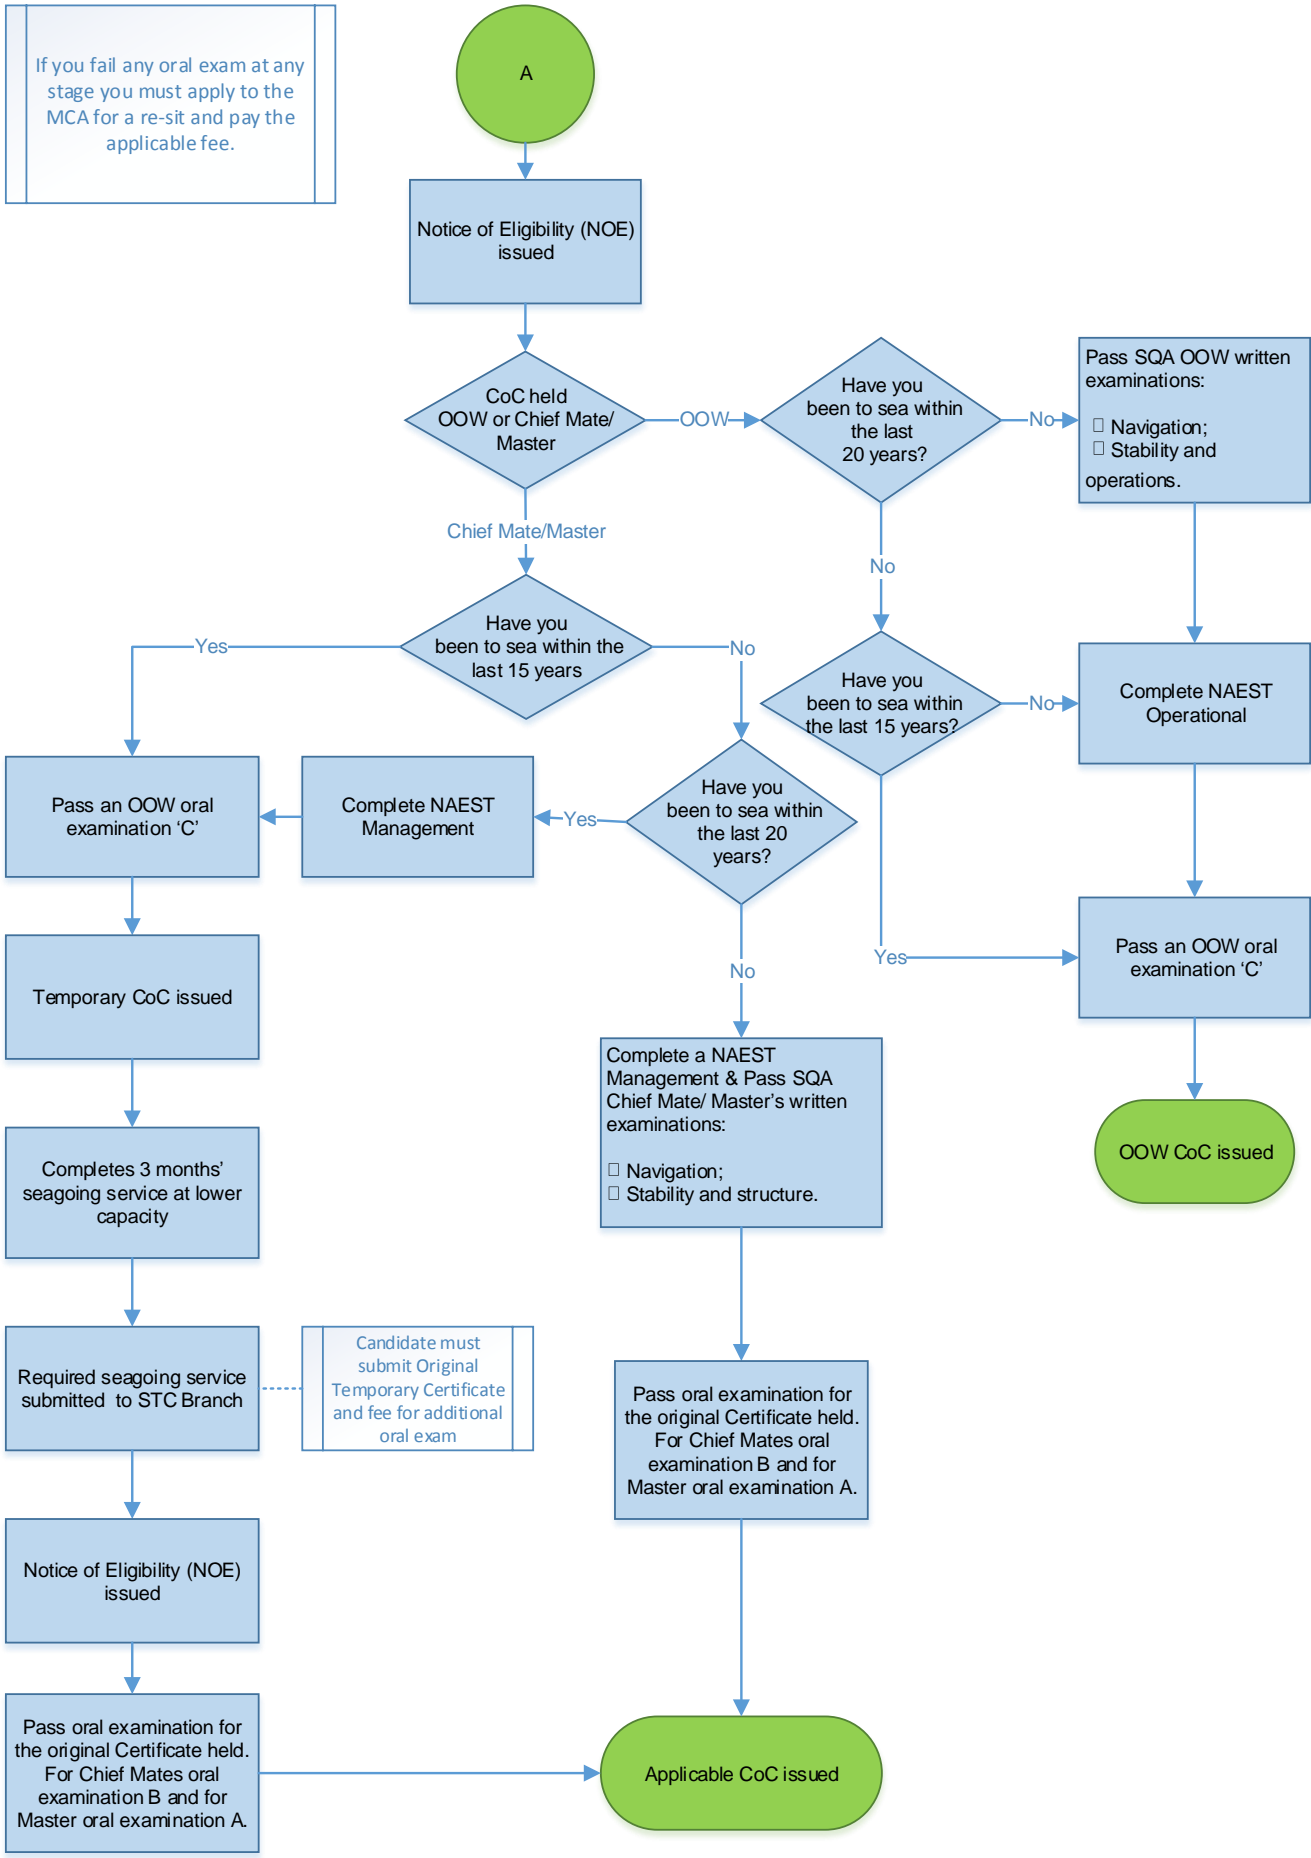 If you fail any oral exam at any
stage you must apply to the
MCA for a re-sit and pay the
applicable fee.
A
Notice of Eligibility (NOE)
issued
CoC held
OOW or Chief Mate/
Master
OOW
Have you
been to sea within
the last
20 years?
No
Pass SQA OOW written
examinations:
Navigation;
Stability and
operations.
Chief Mate/Master
No
Have you
been to sea within the
last 15 years
Yes
No
Have you
been to sea within
the last 15 years?
No
Complete NAEST
Operational
Pass an OOW oral
examination ‘C’
Complete NAEST
Management
Yes
Have you
been to sea within
the last 20
years?
Yes
Pass an OOW oral
examination ‘C’
Temporary CoC issued
No
Complete a NAEST
Management & Pass SQA
Chief Mate/ Master’s written
examinations:
Navigation;
Stability and structure.
OOW CoC issued
Completes 3 months’
seagoing service at lower
capacity
Required seagoing service
submitted to STC Branch
Candidate must
submit Original
Temporary Certificate
and fee for additional
oral exam
Pass oral examination for
the original Certificate held.
For Chief Mates oral
examination B and for
Master oral examination A.
Notice of Eligibility (NOE)
issued
Pass oral examination for
the original Certificate held.
For Chief Mates oral
examination B and for
Master oral examination A.
Applicable CoC issued